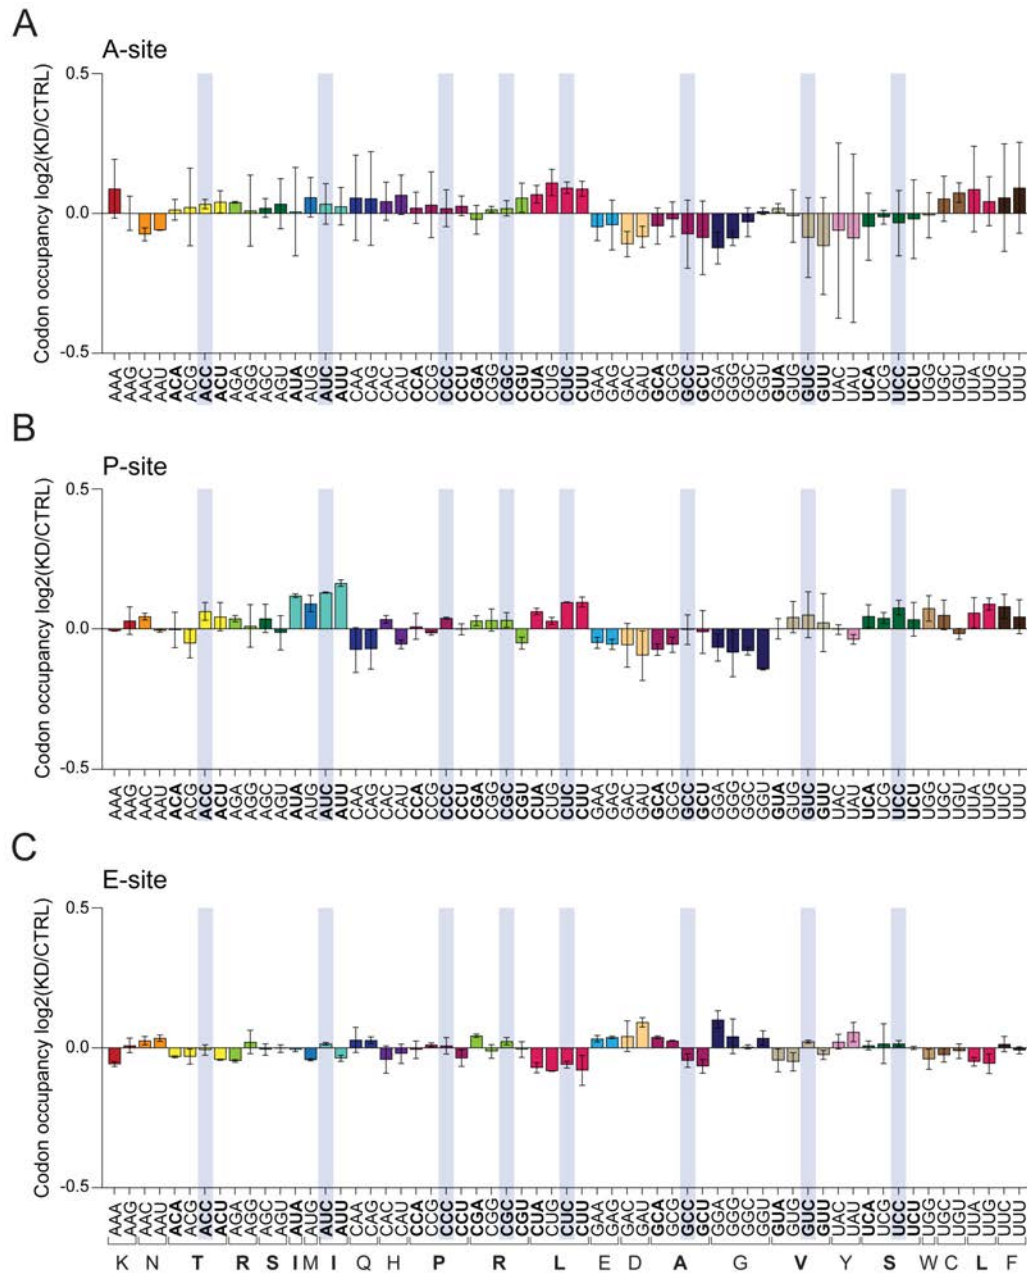 A
A-site
Codon occupancy log2(KD/CTRL)
0.5
0.0
-0.5
AAA AAG AAC AAU ACA ACG ACC ACU AGA AGG AGC AGU AUA AUG AUC AUU CAA CAG CAC CAU CCA CCG CCC CCU CGA CGG CGC CGU CUA CUG CUC CUU GAA GAG GAC GAU GCA GCG GCC GCU GGA GGG GGC GGU GUA GUG GUC GUU UAC UAU UCA UCG UCC UCU UGG UGC UGU UUA UUG UUC UUU
B
P-site
Codon occupancy log2(KD/CTRL)
0.5
0.0
-0.5
AAA AAG AAC AAU ACA ACG ACC ACU AGA AGG AGC AGU AUA AUG AUC AUU CAA CAG CAC CAU CCA CCG CCC CCU CGA CGG CGC CGU CUA CUG CUC CUU GAA GAG GAC GAU GCA GCG GCC GCU GGA GGG GGC GGU GUA GUG GUC GUU UAC UAU UCA UCG UCC UCU UGG UGC UGU UUA UUG UUC UUU
C
E-site
Codon occupancy log2(KD/CTRL)
0.5
0.0
-0.5
AAA AAG AAC AAU ACA ACG ACC ACU AGA AGG AGC AGU AUA AUG AUC AUU CAA CAG CAC CAU CCA CCG CCC CCU CGA CGG CGC CGU CUA CUG CUC CUU GAA GAG GAC GAU GCA GCG GCC GCU GGA GGG GGC GGU GUA GUG GUC GUU UAC UAU UCA UCG UCC UCU UGG UGC UGU UUA UUG UUC UUU
K N T R S I M I Q H P R L E D A G V Y S W C L F